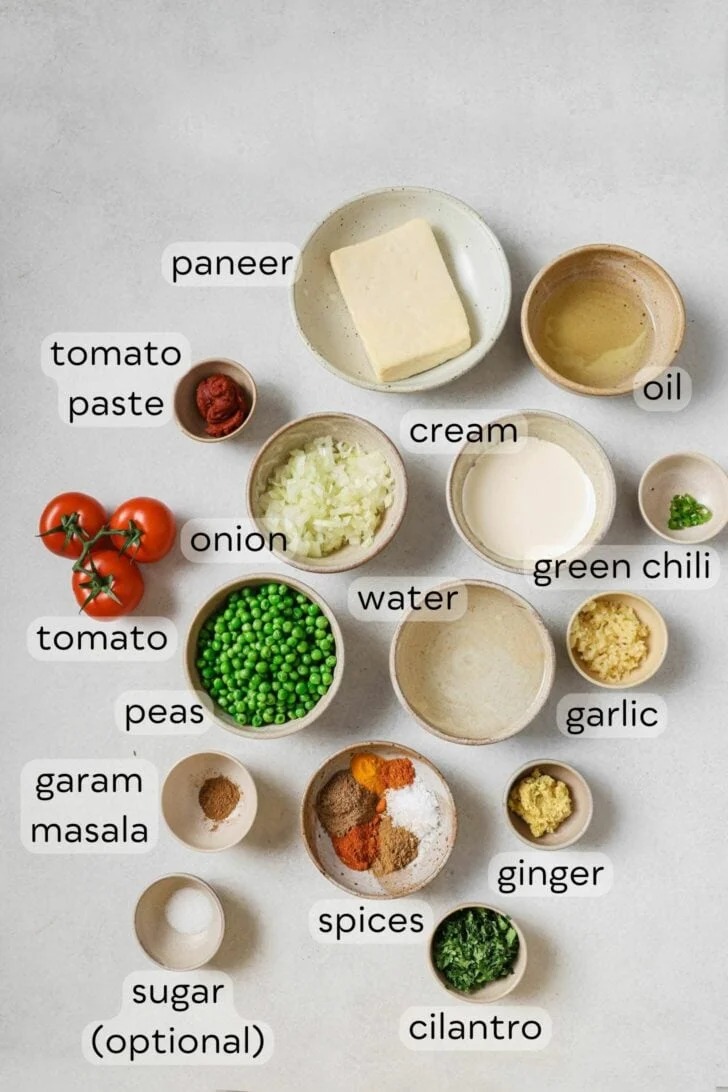 paneer
oil
tomato
paste
cream
onion
green chili
water
tomato
peas
garlic
garam
masala
ginger
spices
sugar
(optional)
cilantro